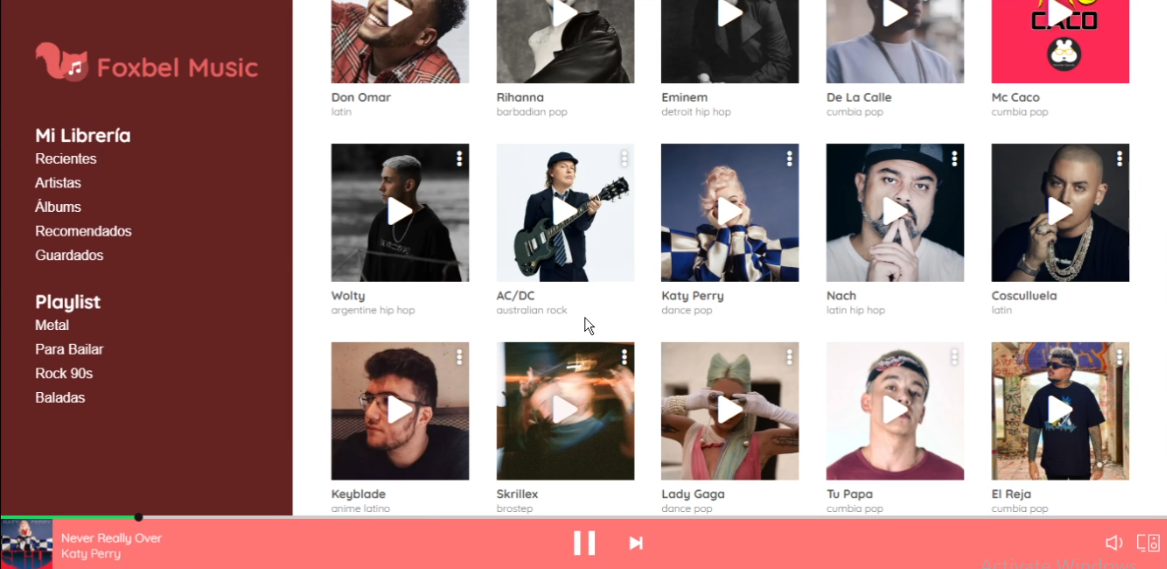 Foxbel Music
Mi Librería
Recientes
Artistas
Álbums
Recomendados
Guardados
Playlist
Metal
Para Bailar
Rock 90s
Baladas
CACO
Don Omar
latin
Rihanna
barbadian pop
Eminem
detroit hip hop
De La Calle
cumbia pop
Mc Caco
cumbia pop
Wolty
argentine hip hop
AC/DC
australian rock
Katy Perry
dance pop
Nach
latin hip hop
Cosculluela
latin
Keyblade
anime latino
Skrillex
brostep
Lady Gaga
dance pop
Tu Papa
cumbia pop
El Reja
cumbia pop
Never Really Over
Katy Perry
Activate Windows